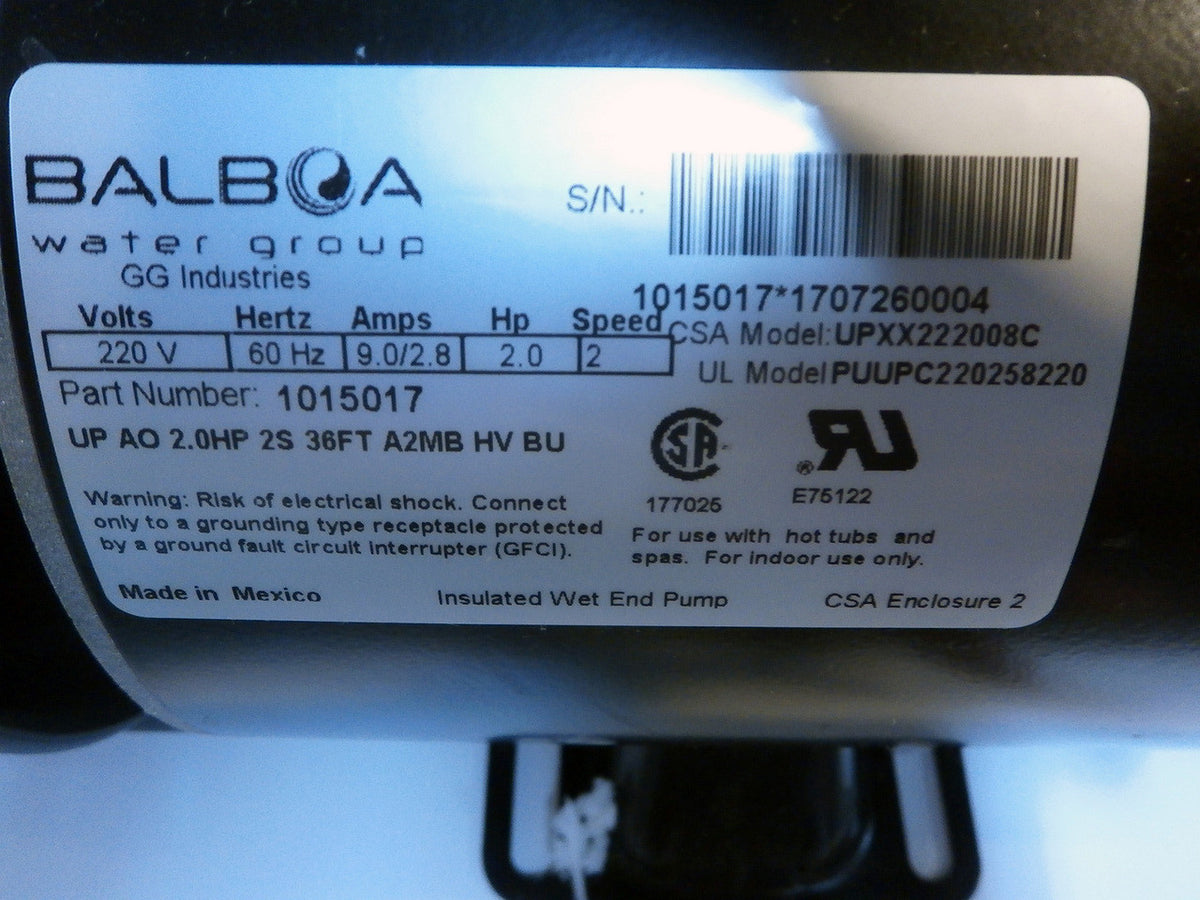 BALBOA
water group
GG Industries
S/N.:
1015017*1707260004
Volts Hertz Amps Hp Speed
220 V 60 Hz 9.0/2.8 2.0 2
CSA Model: UPXX222008C
UL Model PUUPC220258220
Part Number: 1015017
UP AO 2.0HP 2S 36FT A2MB HV BU
SA
177025
RU®
E75122
Warning: Risk of electrical shock. Connect
only to a grounding type receptacle protected
by a ground fault circuit interrupter (GFCI).
For use with hot tubs and
spas. For indoor use only.
Made in Mexico
Insulated Wet End Pump
CSA Enclosure 2